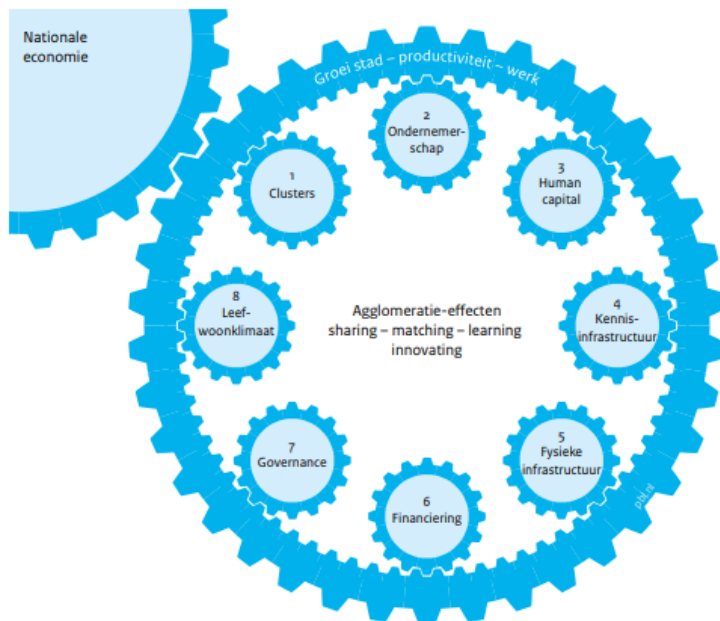 Nationale
economie
Groei stad – productiviteit – werk
1
Clusters
2
Ondernemer-
schap
3
Human
capital
4
Kennis-
infrastructuur
5
Fysieke
infrastructuur
6
Financiering
7
Governance
8
Leef-
woonklimaat
Agglomeratie-effecten
sharing – matching – learning
innovating
pbl.nl